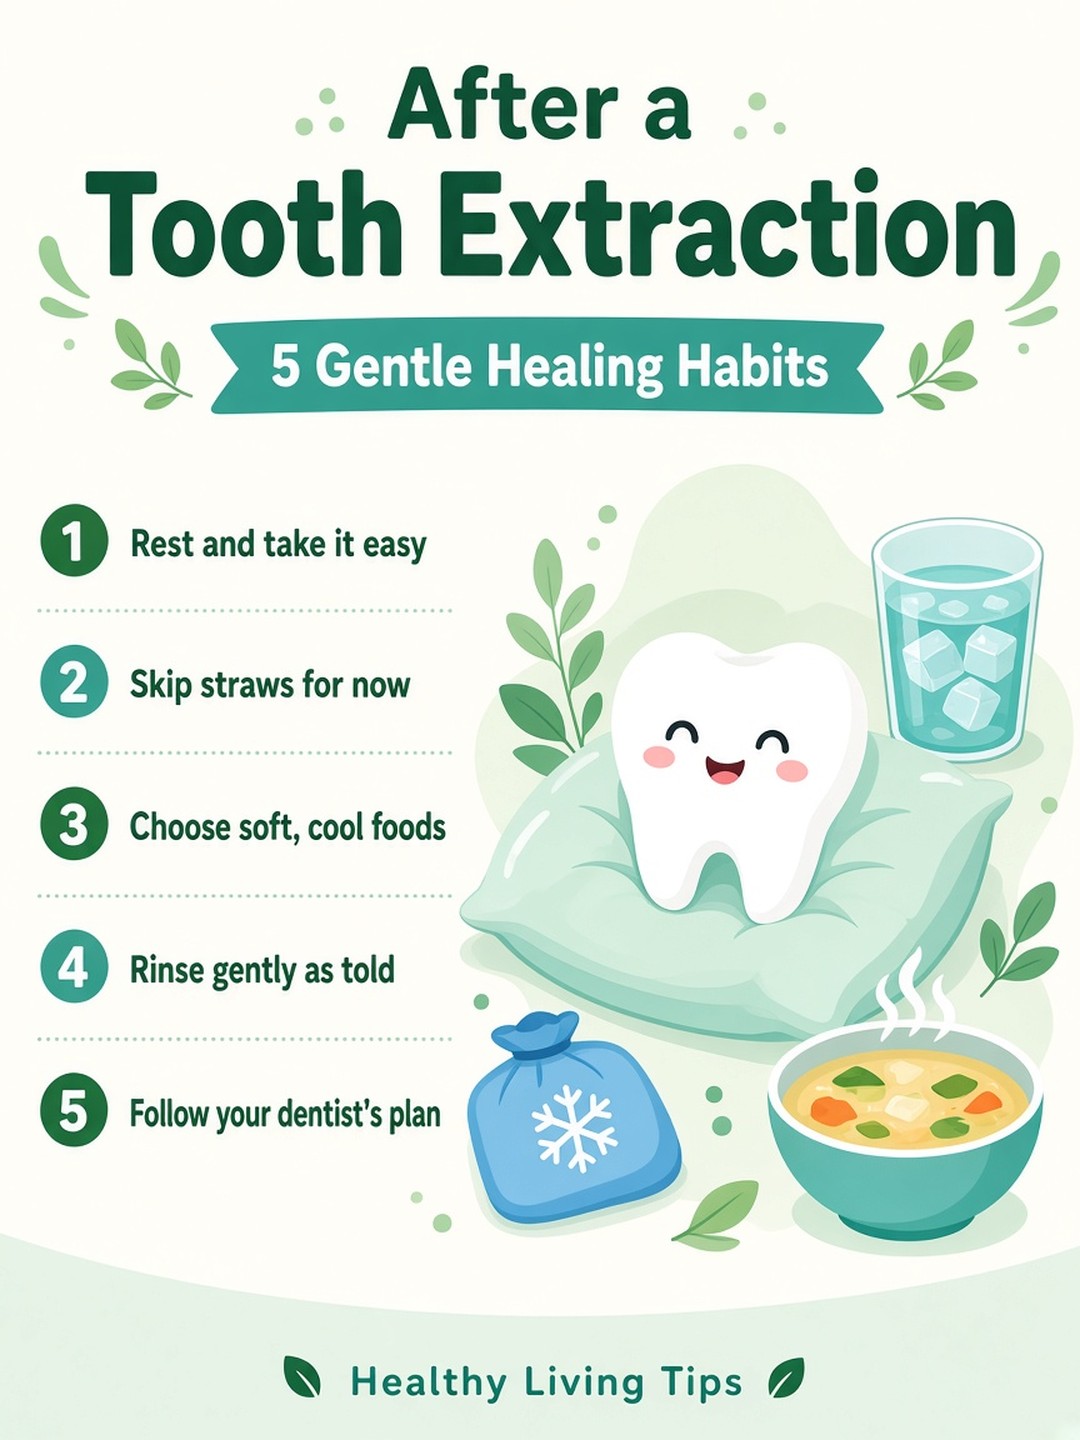 After a
Tooth Extraction
5 Gentle Healing Habits
1 Rest and take it easy
2 Skip straws for now
3 Choose soft, cool foods
4 Rinse gently as told
5 Follow your dentist's plan
Healthy Living Tips